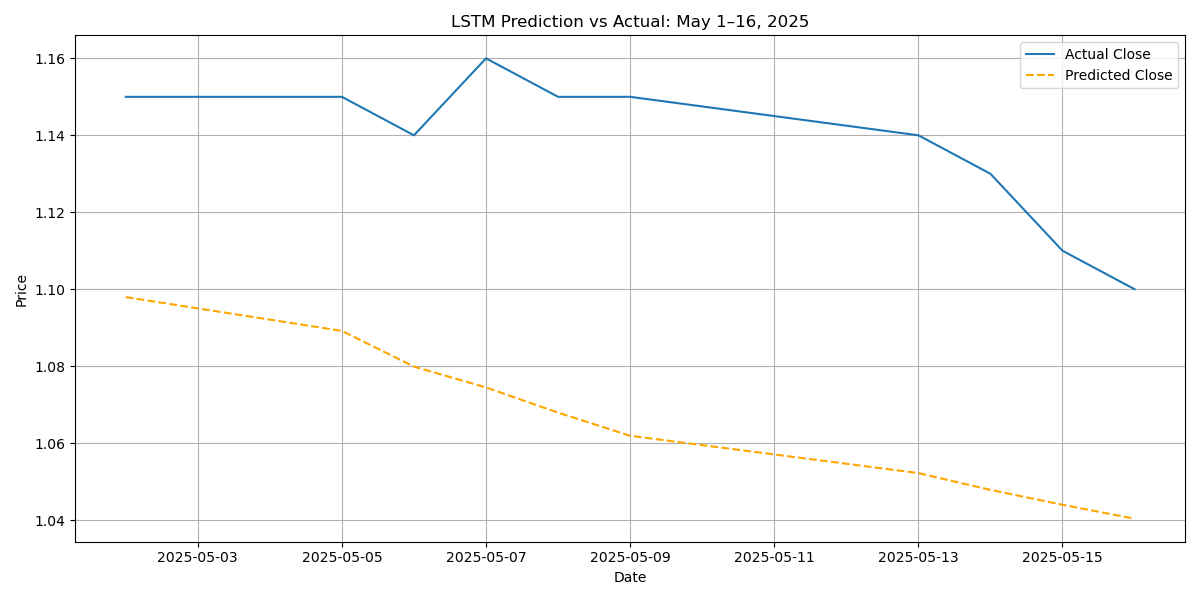 LSTM Prediction vs Actual: May 1–16, 2025
Actual Close
Predicted Close
Price
1.16
1.14
1.12
1.10
1.08
1.06
1.04
2025-05-03 2025-05-05 2025-05-07 2025-05-09 2025-05-11 2025-05-13 2025-05-15
Date